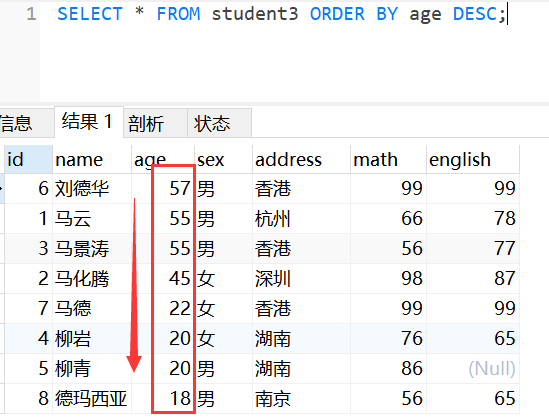 1 SELECT * FROM student3 ORDER BY age DESC;
信息 结果 1 剖析 状态
id name age sex address math english
6 刘德华 57 男 香港 99 99
1 马云 55 男 杭州 66 78
3 马景涛 55 男 香港 56 77
2 马化腾 45 女 深圳 98 87
7 马德 22 女 香港 99 99
4 柳岩 20 女 湖南 76 65
5 柳青 20 男 湖南 86 (Null)
8 德玛西亚 18 男 南京 56 65